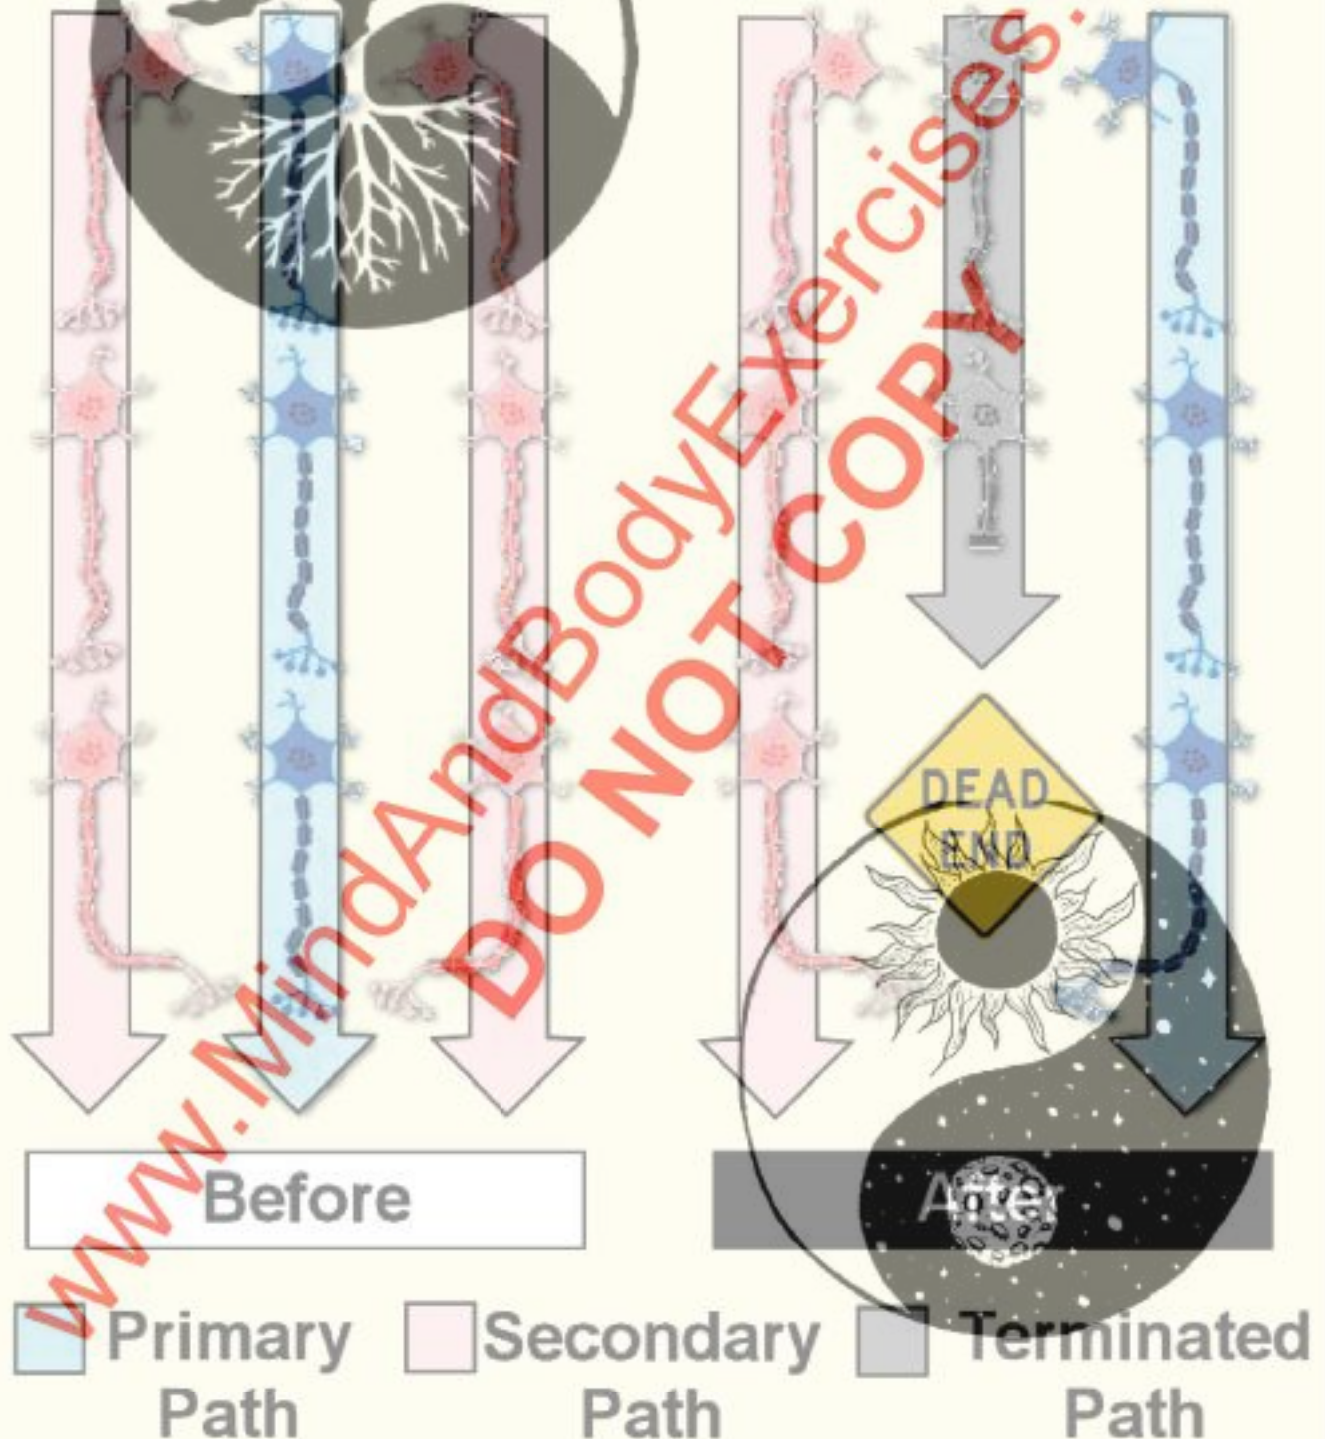 www.MindAndBodyExercises.
DO NOT COPY
DEAD
END
Before
After
Primary
Path
Secondary
Path
Terminated
Path